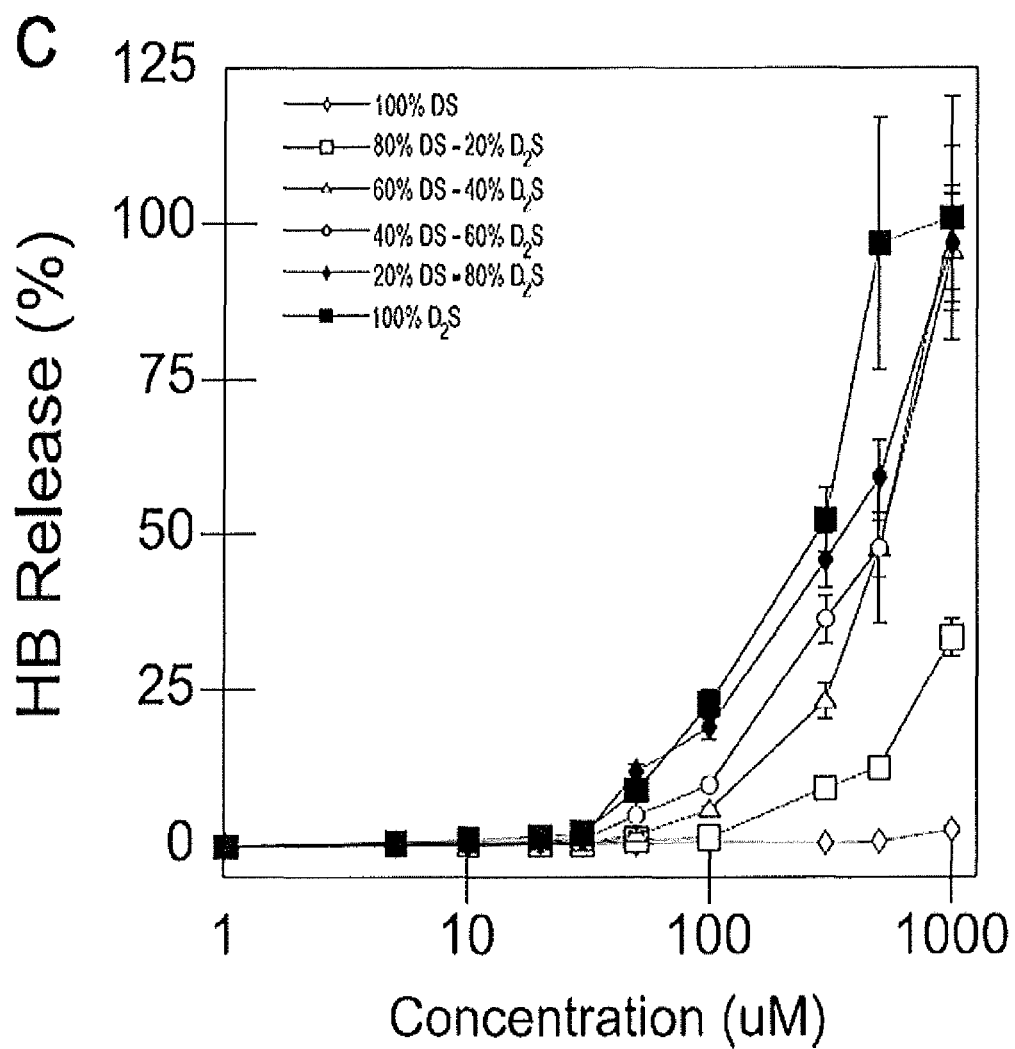 C
125
100
75
50
25
0
HB Release (%)
100% DS
80% DS - 20% D₂S
60% DS - 40% D₂S
40% DS - 60% D₂S
20% DS - 80% D₂S
100% D₂S
1 10 100 1000
Concentration (uM)